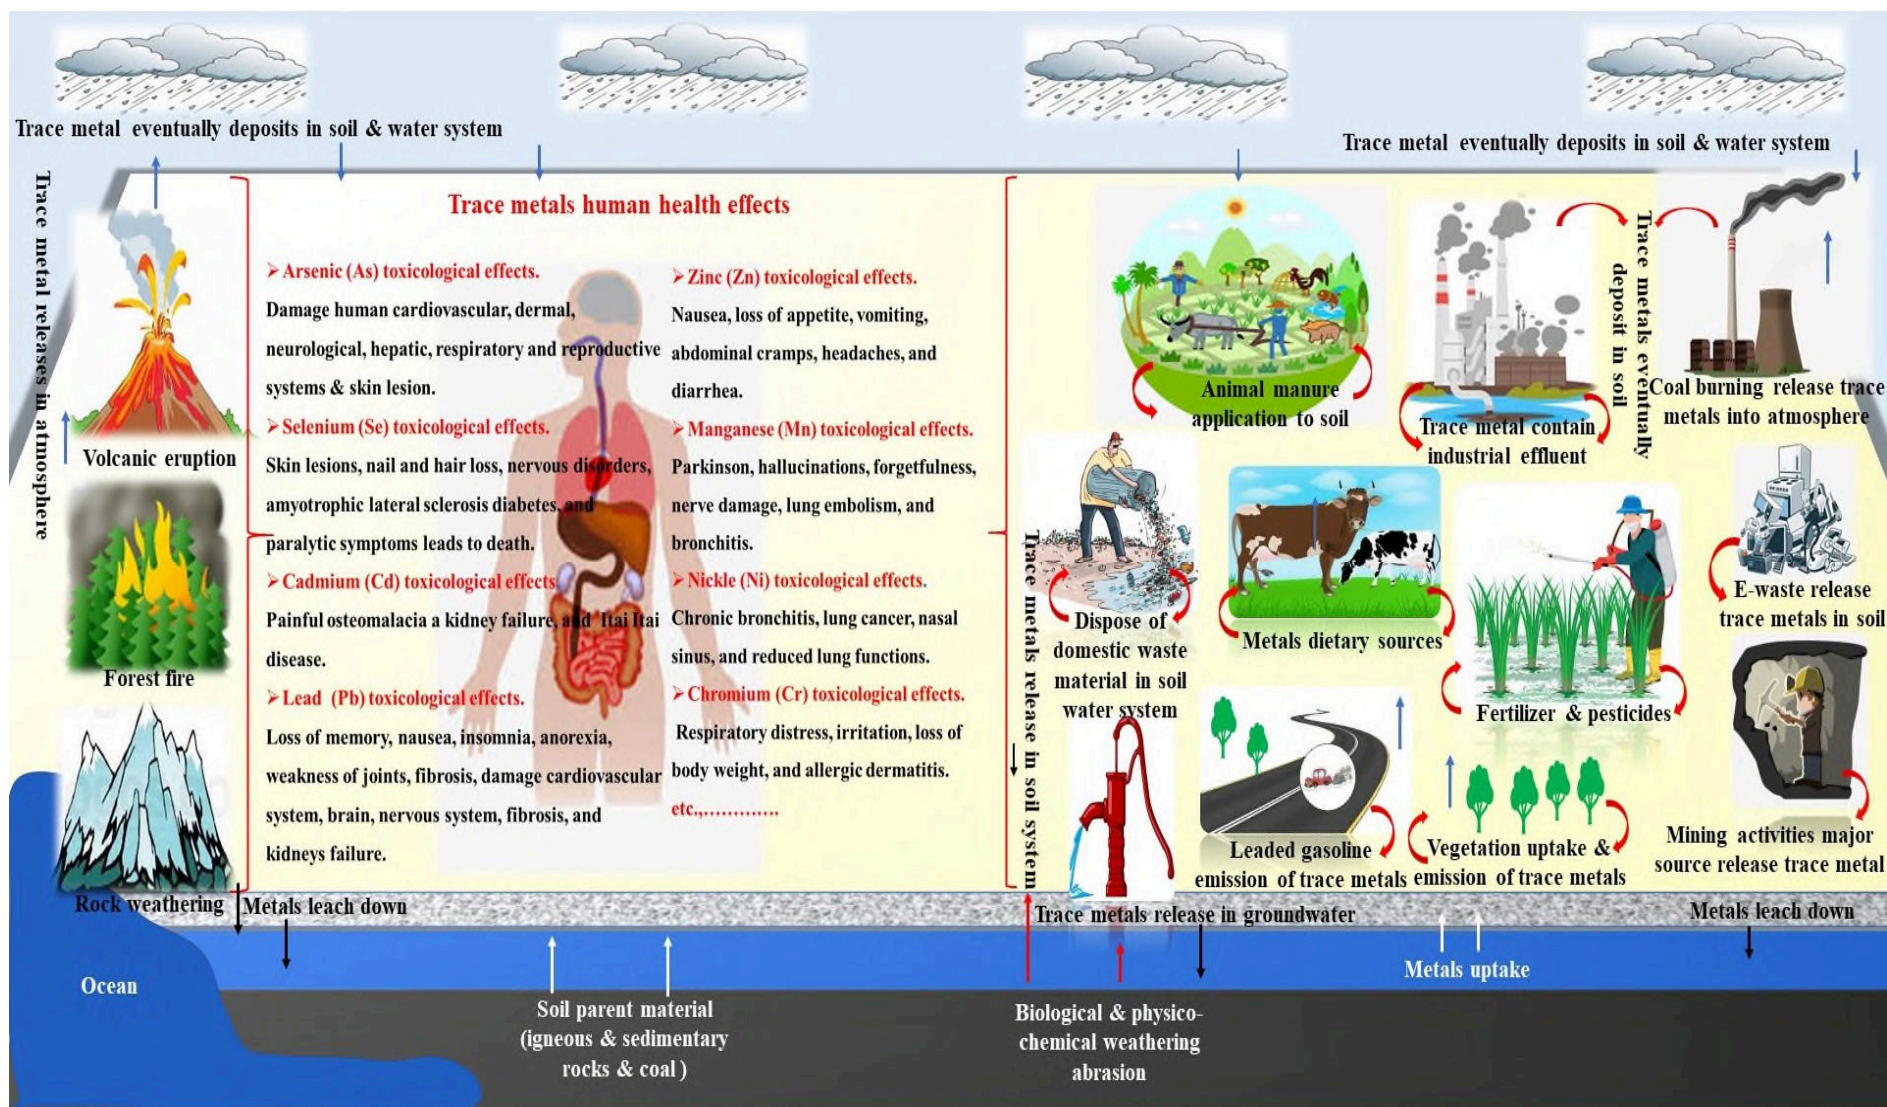 Trace metal eventually deposits in soil & water system
Trace metal eventually deposits in soil & water system
Trace metal releases in atmosphere
Volcanic eruption
Forest fire
Rock weathering
Trace metals human health effects
➢Arsenic (As) toxicological effects.
Damage human cardiovascular, dermal,
neurological, hepatic, respiratory and reproductive
systems & skin lesion.
➢Selenium (Se) toxicological effects.
Skin lesions, nail and hair loss, nervous disorders,
amyotrophic lateral sclerosis diabetes, and
paralytic symptoms leads to death.
➢Cadmium (Cd) toxicological effects
Painful osteomalacia a kidney failure, and Itai Itai
disease.
➢Lead (Pb) toxicological effects.
Loss of memory, nausea, insomnia, anorexia,
weakness of joints, fibrosis, damage cardiovascular
system, brain, nervous system, fibrosis, and
kidneys failure.
➢Zinc (Zn) toxicological effects.
Nausea, loss of appetite, vomiting,
abdominal cramps, headaches, and
diarrhea.
➢Manganese (Mn) toxicological effects.
Parkinson, hallucinations, forgetfulness,
nerve damage, lung embolism, and
bronchitis.
➢Nickle (Ni) toxicological effects.
Chronic bronchitis, lung cancer, nasal
sinus, and reduced lung functions.
➢Chromium (Cr) toxicological effects.
Respiratory distress, irritation, loss of
body weight, and allergic dermatitis.
etc.,………….
Trace metals release in soil system
Animal manure
application to soil
Trace metal contain
industrial effluent
Trace metals eventually
deposit in soil
Coal burning release trace
metals into atmosphere
Dispose of
domestic waste
material in soil
water system
Metals dietary sources
Fertilizer & pesticides
E-waste release
trace metals in soil
Leaded gasoline
emission of trace metals
Vegetation uptake &
emission of trace metals
Mining activities major
source release trace metal
Metals leach down
Trace metals release in groundwater
Metals leach down
Metals uptake
Ocean
Soil parent material
(igneous & sedimentary
rocks & coal )
Biological & physico-
chemical weathering
abrasion